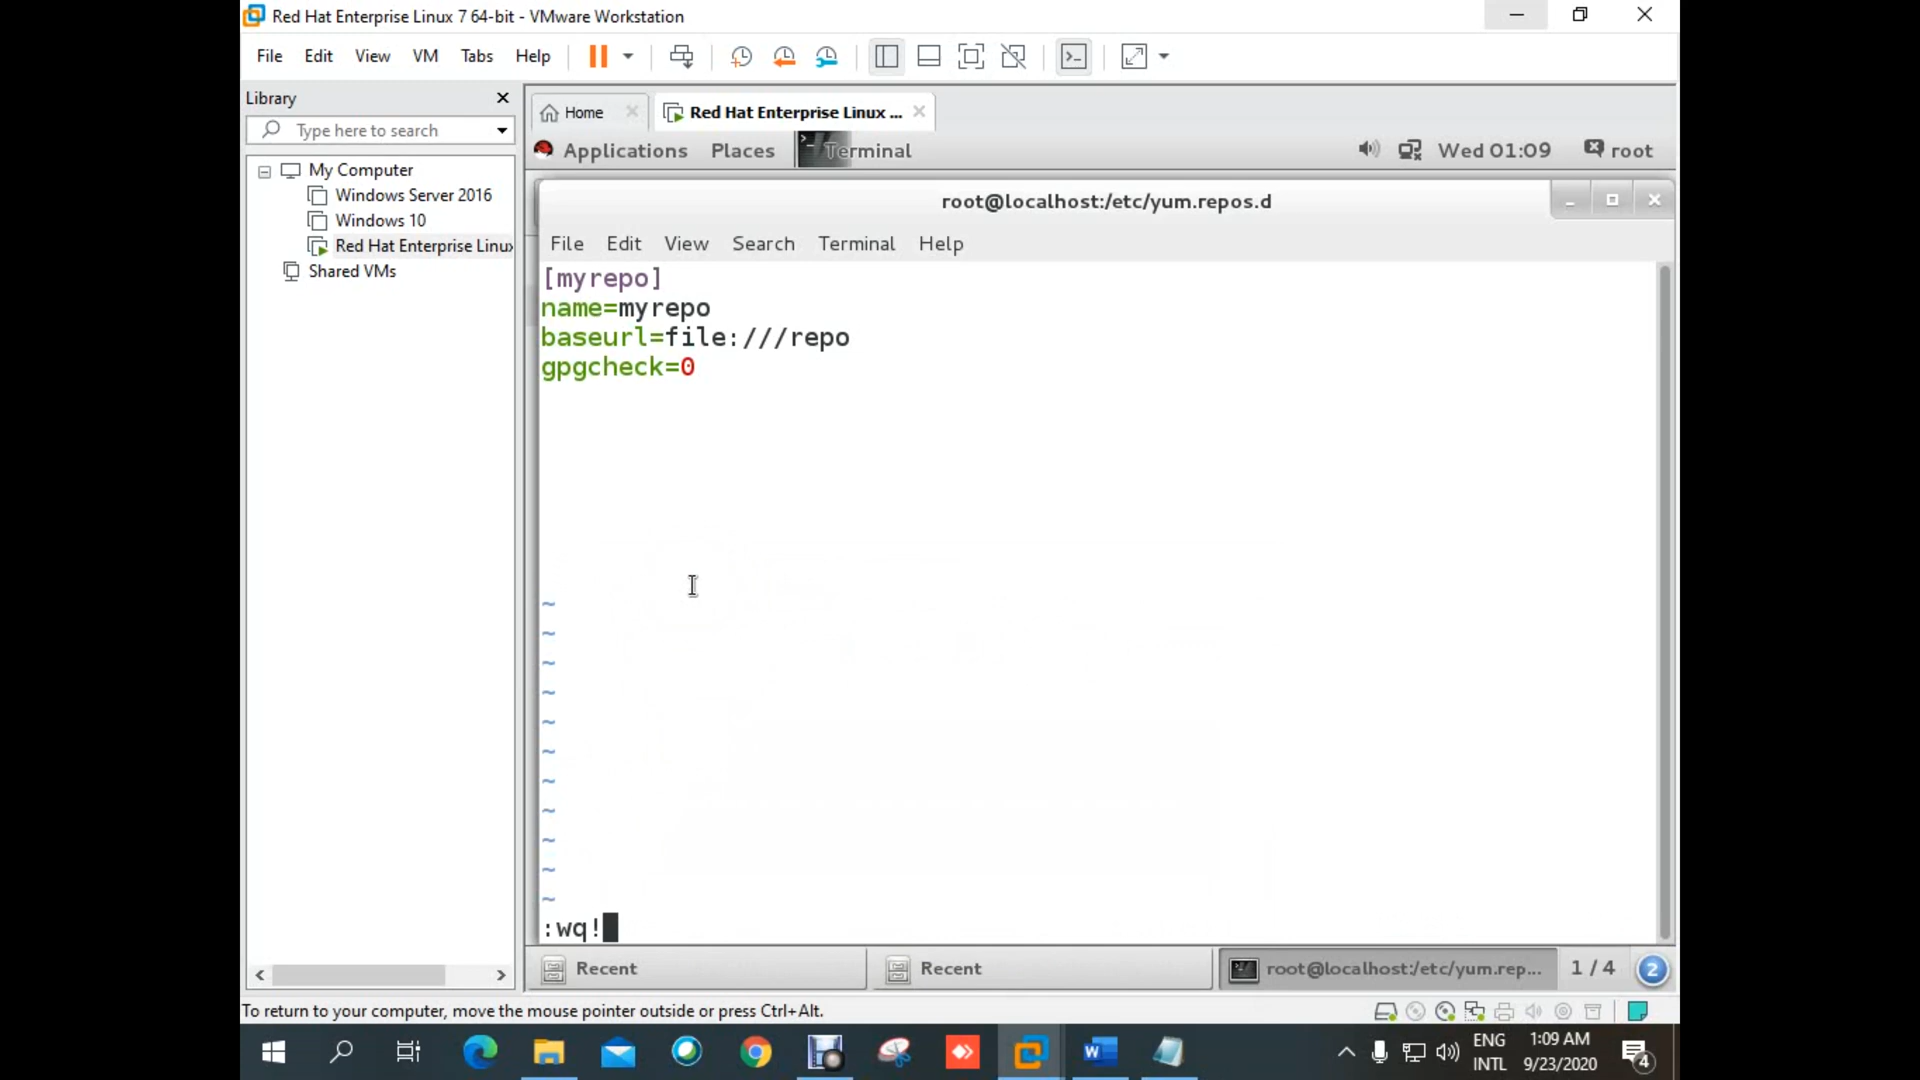 Red Hat Enterprise Linux 7 64-bit - VMware Workstation
File Edit View VM Tabs Help
Library
Type here to search
My Computer
Windows Server 2016
Windows 10
Red Hat Enterprise Linux
Shared VMs
Home
Red Hat Enterprise Linux ...
Applications Places Terminal
Wed 01:09
root
root@localhost:/etc/yum.repos.d
File Edit View Search Terminal Help
[myrepo]
name=myrepo
baseurl=file:///repo
gpgcheck=0
~
~
~
~
~
~
~
~
~
~
~
:wq!
Recent
Recent
root@localhost:/etc/yum.rep...
1 / 4
2
To return to your computer, move the mouse pointer outside or press Ctrl+Alt.
ENG
INTL
1:09 AM
9/23/2020
4